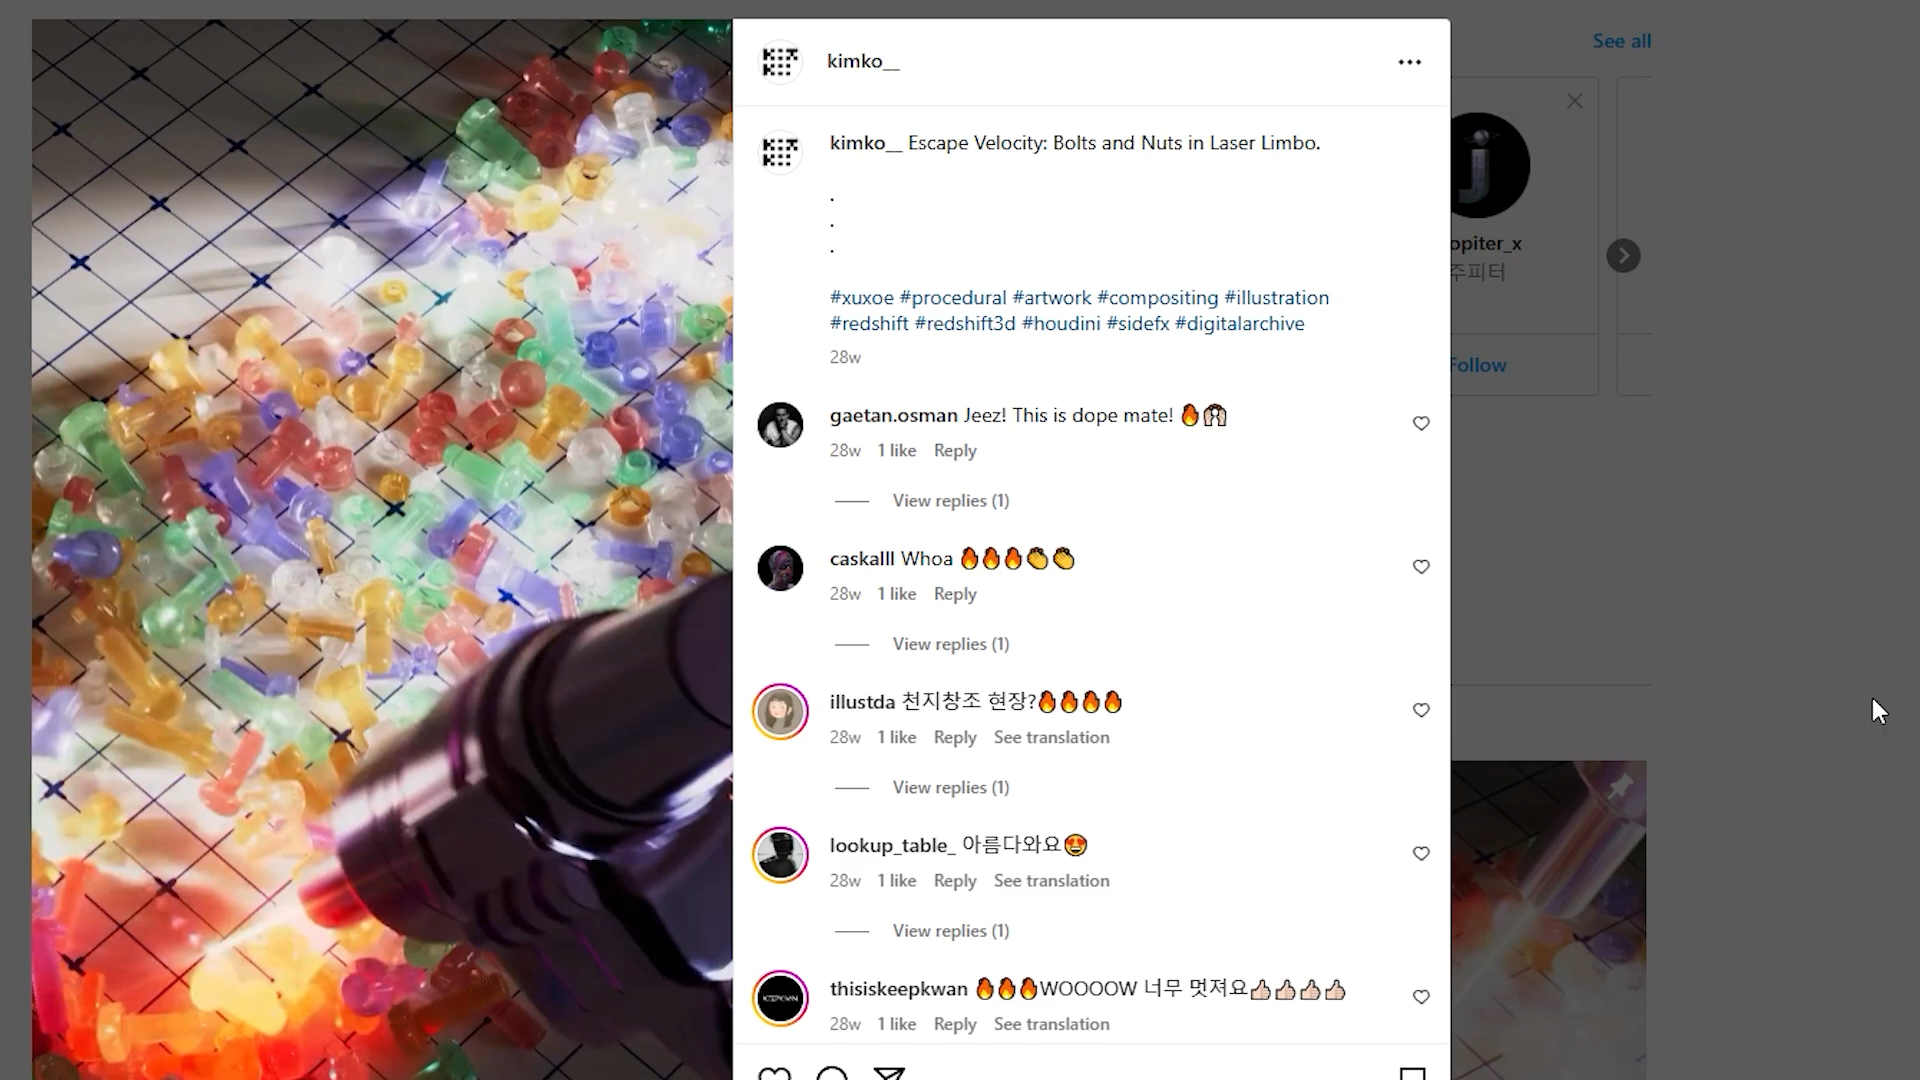 See all
kimko__
kimko__ Escape Velocity: Bolts and Nuts in Laser Limbo.
.
.
.
#xuxoe #procedural #artwork #compositing #illustration
#redshift #redshift3d #houdini #sidefx #digitalarchive
28w
gaetan.osman Jeez! This is dope mate! 🔥🙌🏻
28w 1 like Reply
View replies (1)
caskalll Whoa 🔥🔥🔥👏👏
28w 1 like Reply
View replies (1)
illustda 천지창조 현장?🔥🔥🔥🔥
28w 1 like Reply See translation
View replies (1)
lookup_table_ 아름다와요😍
28w 1 like Reply See translation
View replies (1)
thisiskeepkwan 🔥🔥🔥WOOOOW 너무 멋져요👍🏻👍🏻👍🏻👍🏻
28w 1 like Reply See translation
opiter_x
주피터
Follow